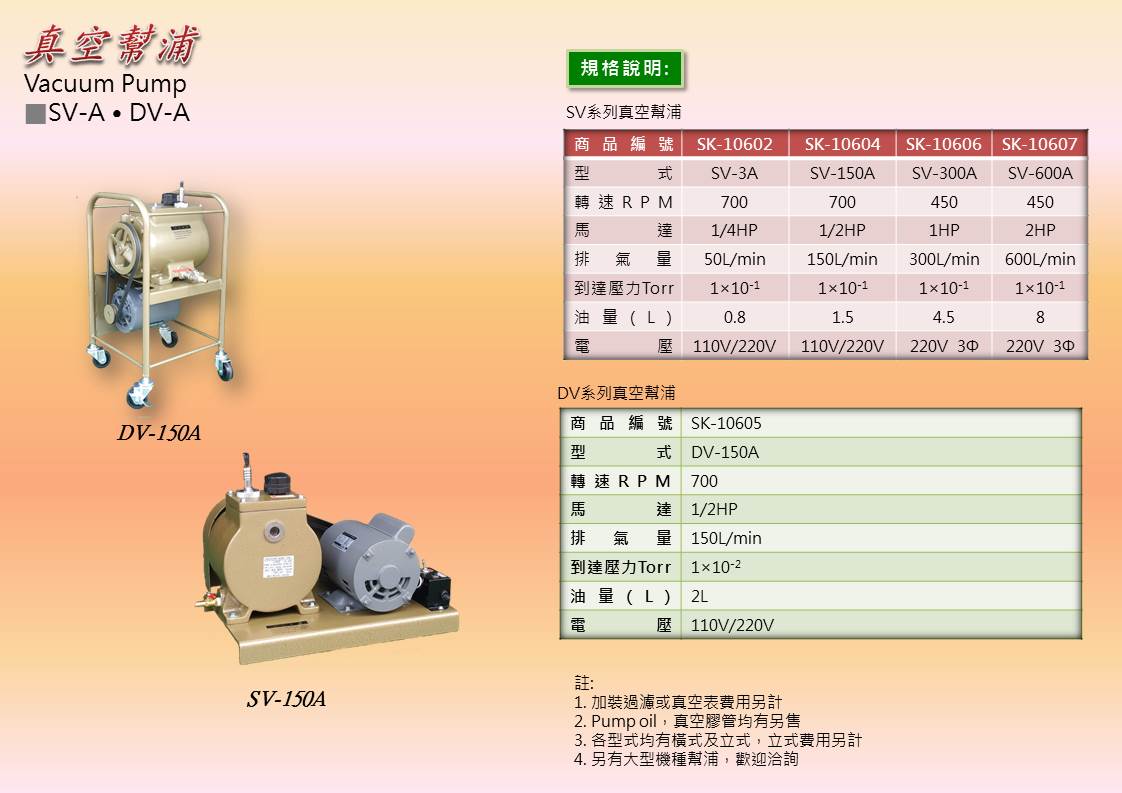 真空幫浦
Vacuum Pump
■SV-A • DV-A
DV-150A
SV-150A
規格說明:
SV系列真空幫浦
商品編號 SK-10602 SK-10604 SK-10606 SK-10607
型式 SV-3A SV-150A SV-300A SV-600A
轉速RPM 700 700 450 450
馬達 1/4HP 1/2HP 1HP 2HP
排氣量 50L/min 150L/min 300L/min 600L/min
到達壓力Torr 1×10⁻¹ 1×10⁻¹ 1×10⁻¹ 1×10⁻¹
油量(L) 0.8 1.5 4.5 8
電壓 110V/220V 110V/220V 220V 3Φ 220V 3Φ
DV系列真空幫浦
商品編號 SK-10605
型式 DV-150A
轉速RPM 700
馬達 1/2HP
排氣量 150L/min
到達壓力Torr 1×10⁻²
油量(L) 2L
電壓 110V/220V
註:
1. 加裝過濾或真空表費用另計
2. Pump oil，真空膠管均有另售
3. 各型式均有橫式及立式，立式費用另計
4. 另有大型機種幫浦，歡迎洽詢